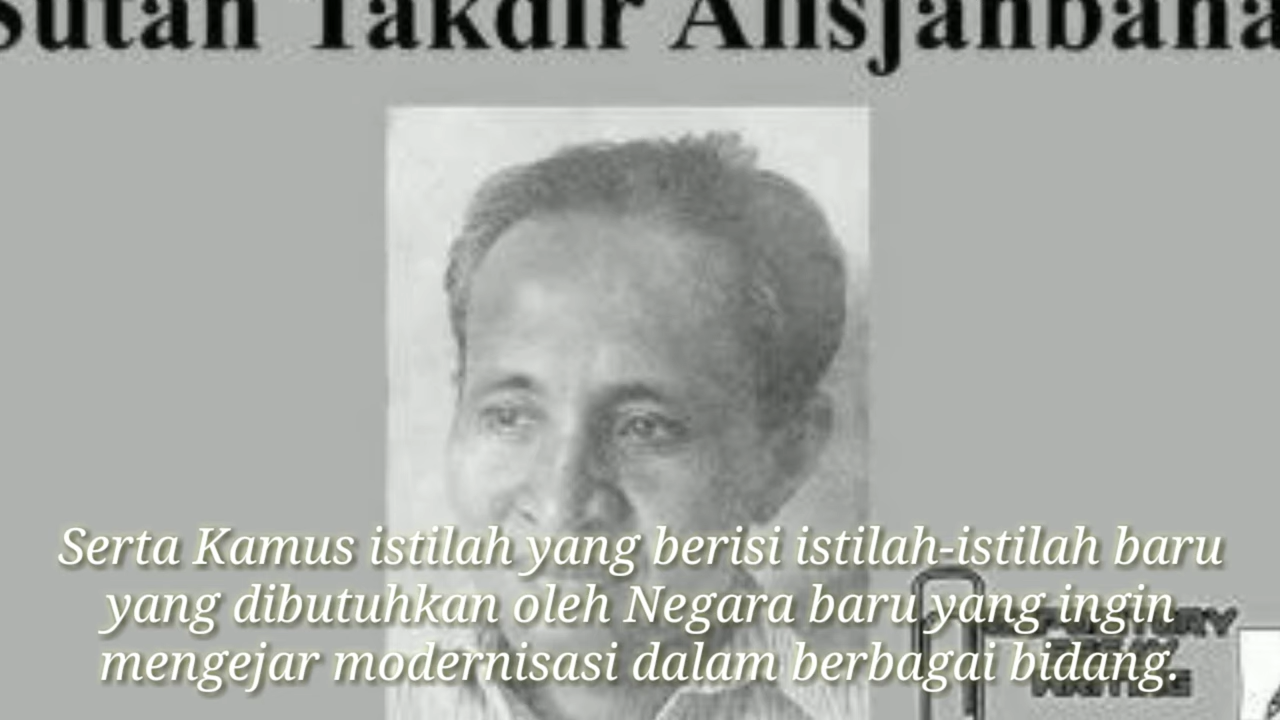 Sutan Takdir Alisjahbana
Serta Kamus istilah yang berisi istilah-istilah baru
yang dibutuhkan oleh Negara baru yang ingin
mengejar modernisasi dalam berbagai bidang.